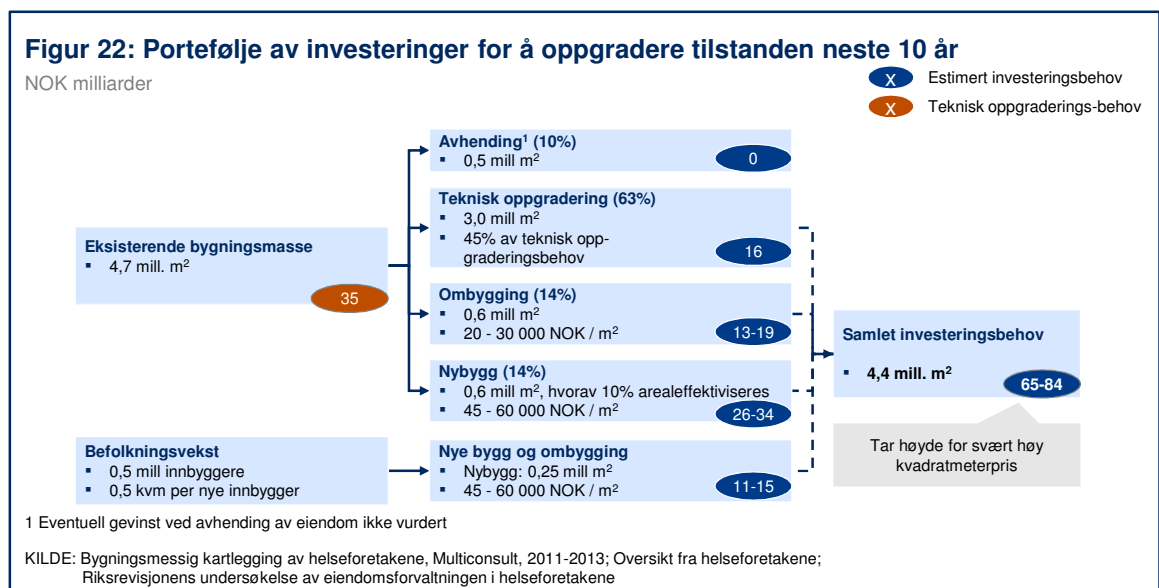 Figur 22: Portefølje av investeringer for å oppgradere tilstanden neste 10 år
NOK milliarder
X Estimert investeringsbehov
X Teknisk oppgraderings-behov
Eksisterende bygningsmasse
▪ 4,7 mill. m²
35
Befolkningsvekst
▪ 0,5 mill innbyggere
▪ 0,5 kvm per nye innbygger
Avhending¹ (10%)
▪ 0,5 mill m²
0
Teknisk oppgradering (63%)
▪ 3,0 mill m²
▪ 45% av teknisk opp-
graderingsbehov
16
Ombygging (14%)
▪ 0,6 mill m²
▪ 20 - 30 000 NOK / m²
13-19
Nybygg (14%)
▪ 0,6 mill m², hvorav 10% arealeffektiviseres
▪ 45 - 60 000 NOK / m²
26-34
Nye bygg og ombygging
▪ Nybygg: 0,25 mill m²
▪ 45 - 60 000 NOK / m²
11-15
Samlet investeringsbehov
▪ 4,4 mill. m²
65-84
Tar høyde for svært høy
kvadratmeterpris
1 Eventuell gevinst ved avhending av eiendom ikke vurdert
KILDE: Bygningsmessig kartlegging av helseforetakene, Multiconsult, 2011-2013; Oversikt fra helseforetakene;
Riksrevisjonens undersøkelse av eiendomsforvaltningen i helseforetakene